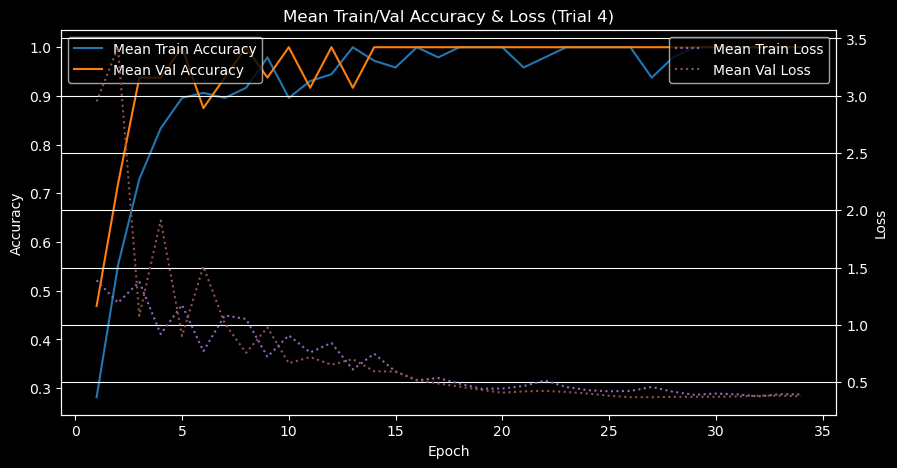 Mean Train/Val Accuracy & Loss (Trial 4)
Mean Train Accuracy
Mean Val Accuracy
Mean Train Loss
Mean Val Loss
Accuracy
1.0
0.9
0.8
0.7
0.6
0.5
0.4
0.3
3.5
3.0
2.5
2.0
1.5
1.0
0.5
Loss
0 5 10 15 20 25 30 35
Epoch